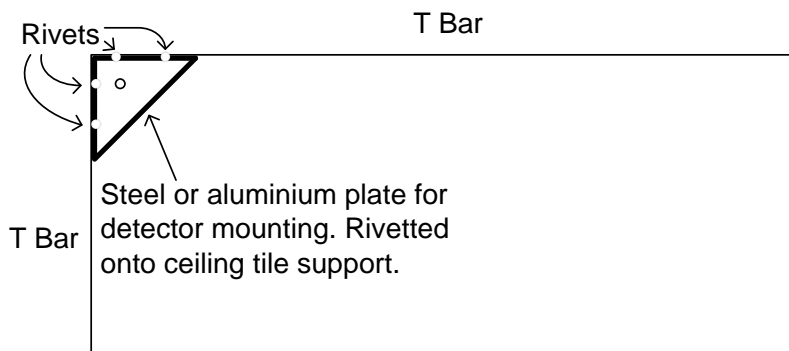 T Bar
Rivets
Steel or aluminium plate for
detector mounting. Rivetted
onto ceiling tile support.
T Bar